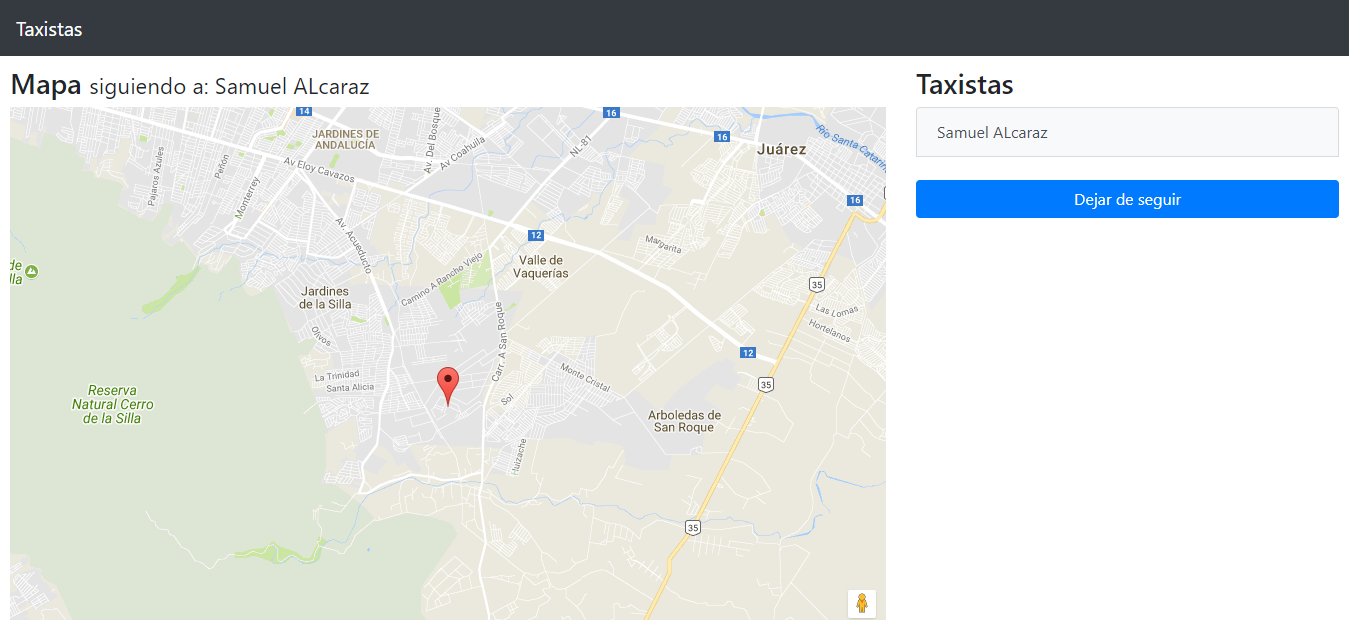 Taxistas
Mapa siguiendo a: Samuel ALcaraz
14
16
JARDINES DE
ANDALUCÍA
Av. Del Bosque
Av Coahulla
NL-81
16
Juárez
Río Santa Catarin
Pajaros Azules
Peñón
Monterrey
Av Eloy Cavazos
16
Av. Acueducto
12
Margarita
de
lla
Valle de
Vaquerías
Camino A Rancho Viejo
35
Jardines
de la Silla
Las Lomas
Hortelanos
Olivos
Carr. A San Roque
12
La Trinidad
Santa Alicia
Monte Cristal
35
Reserva
Natural Cerro
de la Silla
Sol
Arboledas de
San Roque
Huizache
35
Taxistas
Samuel ALcaraz
Dejar de seguir